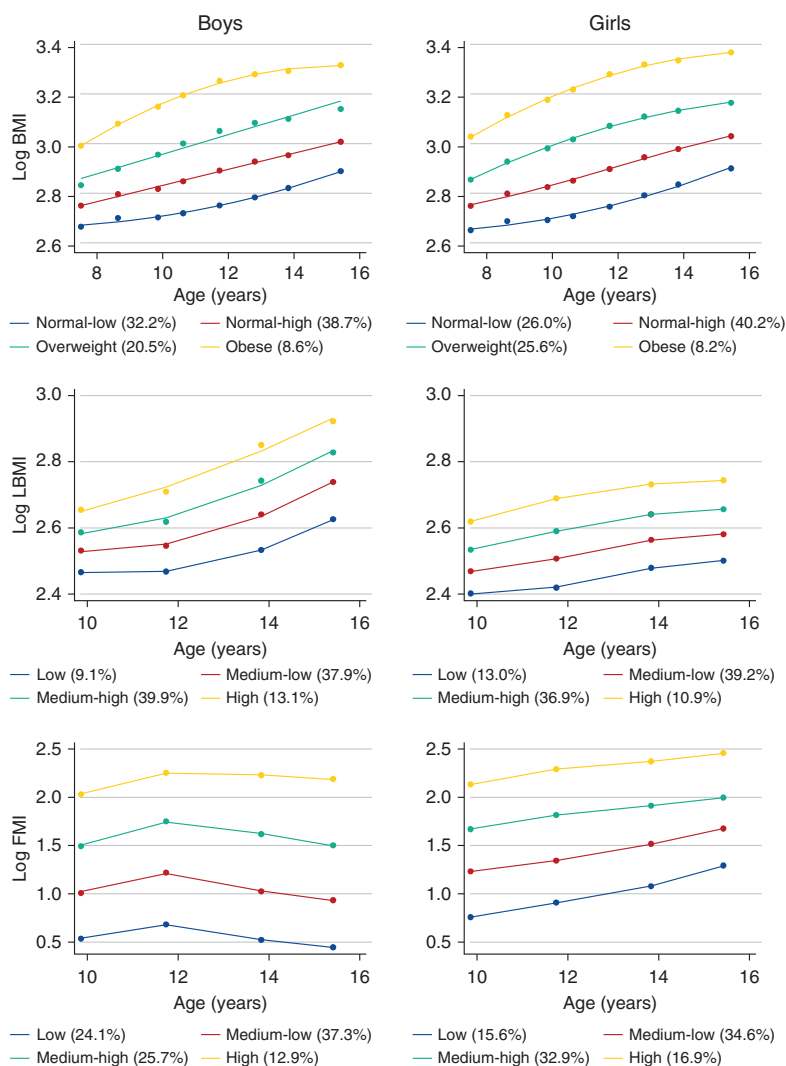 Boys Girls
3.4 3.4
3.2 3.2
3.0 3.0
2.8 2.8
2.6 2.6
Log BMI
8 10 12 14 16 8 10 12 14 16
Age (years) Age (years)
Normal-low (32.2%) Normal-high (38.7%) Normal-low (26.0%) Normal-high (40.2%)
Overweight (20.5%) Obese (8.6%) Overweight(25.6%) Obese (8.2%)
3.0 3.0
2.8 2.8
2.6 2.6
2.4 2.4
Log LBMI
10 12 14 16 10 12 14 16
Age (years) Age (years)
Low (9.1%) Medium-low (37.9%) Low (13.0%) Medium-low (39.2%)
Medium-high (39.9%) High (13.1%) Medium-high (36.9%) High (10.9%)
2.5 2.5
2.0 2.0
1.5 1.5
1.0 1.0
0.5 0.5
Log FMI
10 12 14 16 10 12 14 16
Age (years) Age (years)
Low (24.1%) Medium-low (37.3%) Low (15.6%) Medium-low (34.6%)
Medium-high (25.7%) High (12.9%) Medium-high (32.9%) High (16.9%)